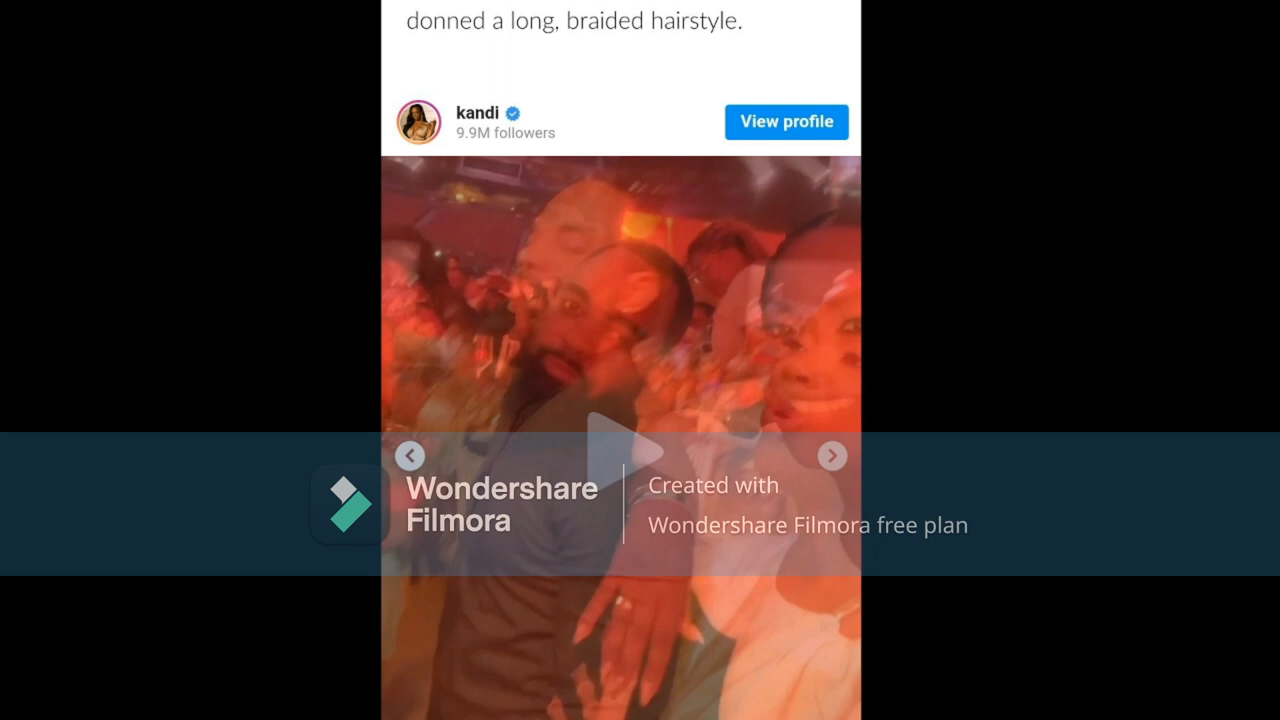 donned a long, braided hairstyle.
kandi
9.9M followers
View profile
Wondershare
Filmora
Created with
Wondershare Filmora free plan